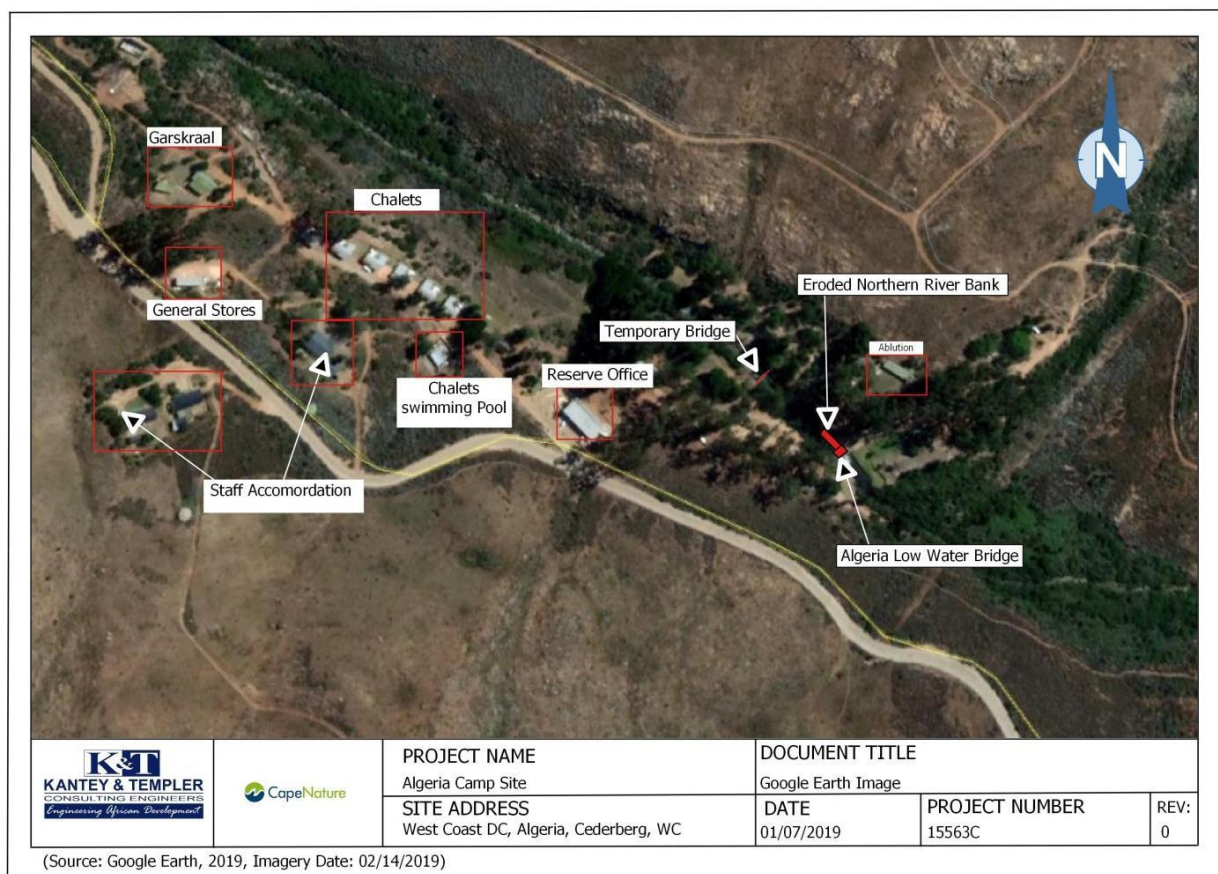 Garskraal
Chalets
N
General Stores
Eroded Northern River Bank
Temporary Bridge
Ablution
Reserve Office
Chalets
swimming Pool
Staff Accomordation
Algeria Low Water Bridge
K&T
KANTEY & TEMPLER
CONSULTING ENGINEERS
Engineering African Development
CapeNature
PROJECT NAME
Algeria Camp Site
SITE ADDRESS
West Coast DC, Algeria, Cederberg, WC
DOCUMENT TITLE
Google Earth Image
DATE
01/07/2019
PROJECT NUMBER
15563C
REV:
0
(Source: Google Earth, 2019, Imagery Date: 02/14/2019)